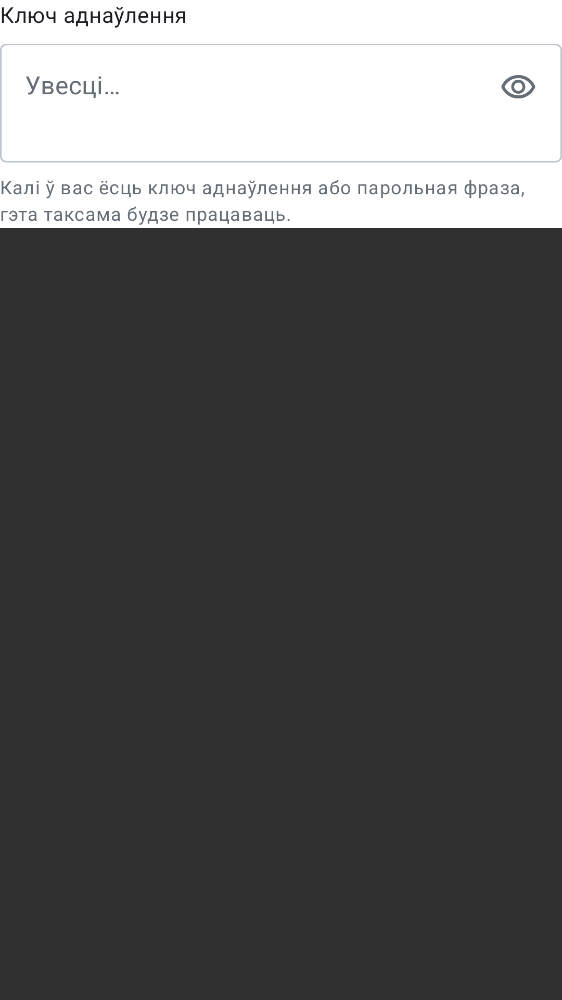 Ключ аднаўлення
Увесці…
Калі ў вас ёсць ключ аднаўлення або парольная фраза,
гэта таксама будзе працаваць.